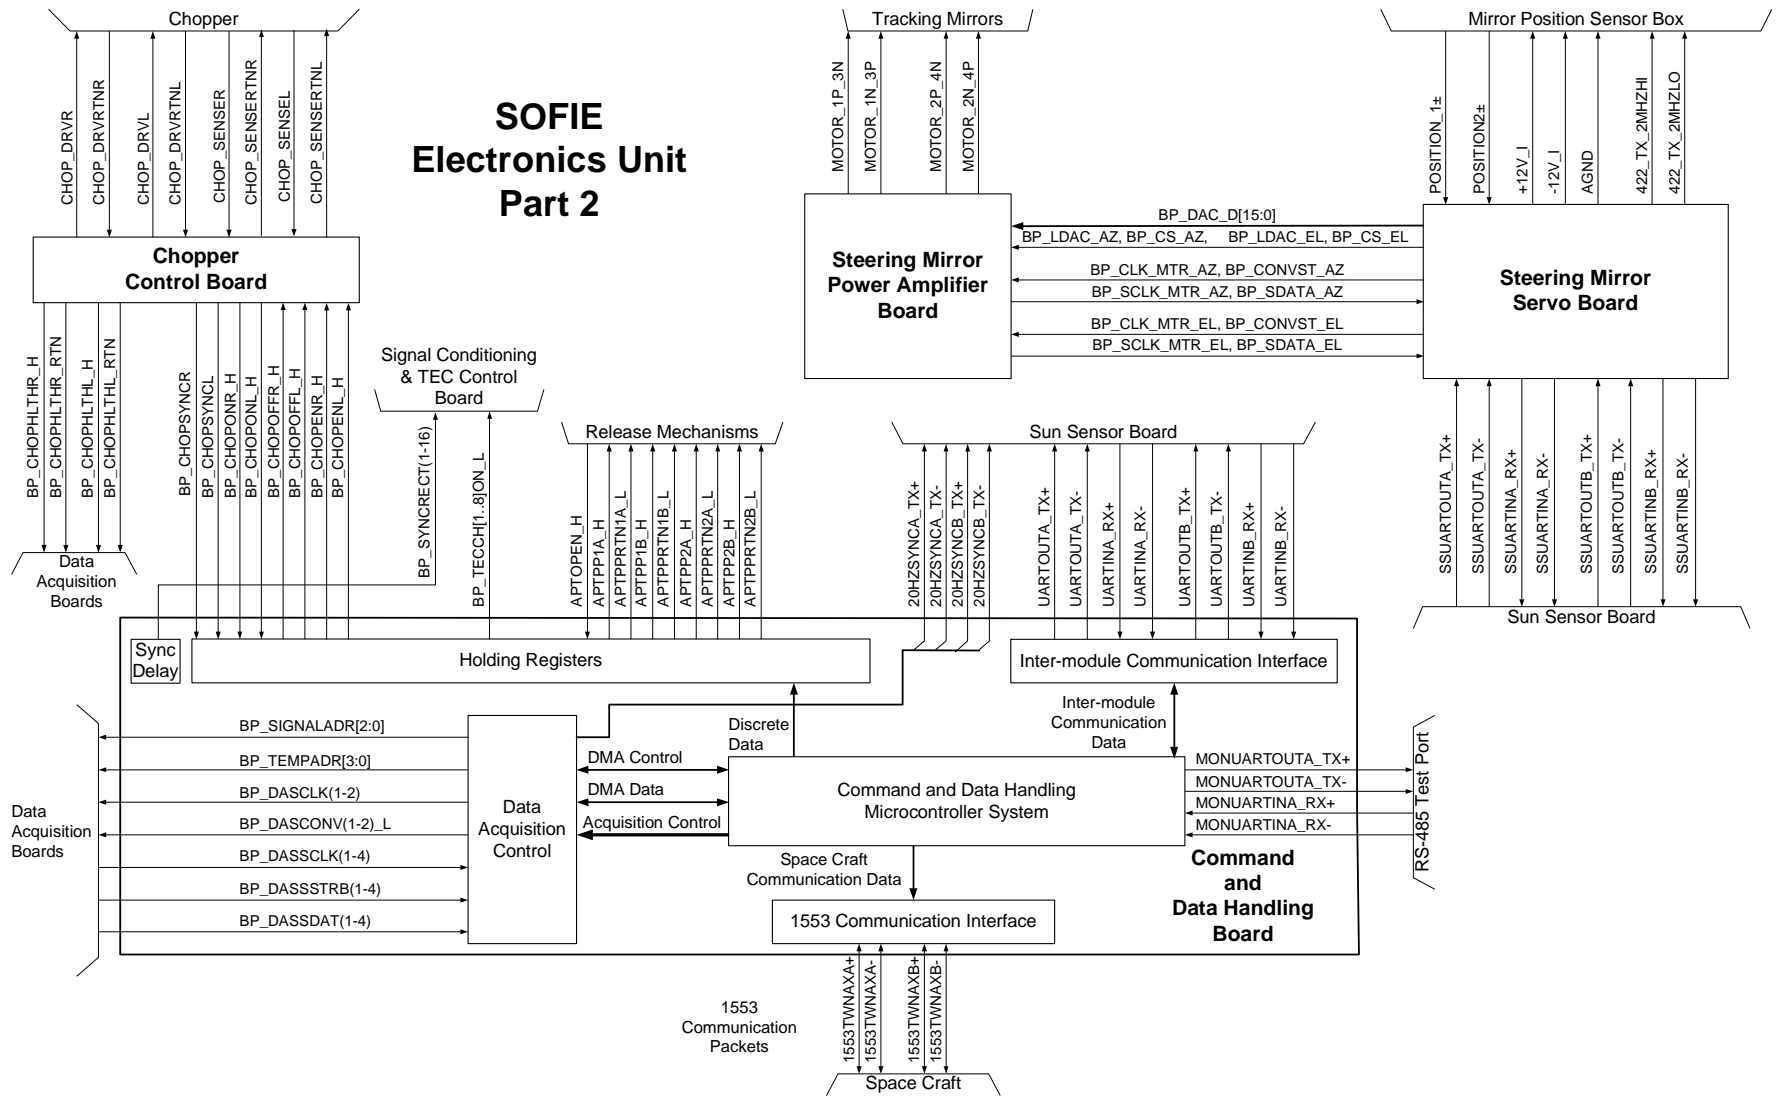 Chopper
Tracking Mirrors
Mirror Position Sensor Box
CHOP_DRVR
CHOP_DRVRTNR
CHOP_DRVL
CHOP_DRVRTNL
CHOP_SENSER
CHOP_SENSERTNR
CHOP_SENSEL
CHOP_SENSERTNL
SOFIE
Electronics Unit
Part 2
MOTOR_1P_3N
MOTOR_1N_3P
MOTOR_2P_4N
MOTOR_2N_4P
POSITION_1±
POSITION2±
+12V_I
-12V_I
AGND
422_TX_2MHZHI
422_TX_2MHZLO
Chopper
Control Board
Steering Mirror
Power Amplifier
Board
BP_DAC_D[15:0]
BP_LDAC_AZ, BP_CS_AZ, BP_LDAC_EL, BP_CS_EL
BP_CLK_MTR_AZ, BP_CONVST_AZ
BP_SCLK_MTR_AZ, BP_SDATA_AZ
BP_CLK_MTR_EL, BP_CONVST_EL
BP_SCLK_MTR_EL, BP_SDATA_EL
Steering Mirror
Servo Board
BP_CHOPHLTHR_H
BP_CHOPHLTHR_RTN
BP_CHOPHLTHL_H
BP_CHOPHLTHL_RTN
BP_CHOPSYNCR
BP_CHOPSYNCL
BP_CHOPONR_H
BP_CHOPONL_H
BP_CHOPOFFR_H
BP_CHOPOFFL_H
BP_CHOPENR_H
BP_CHOPENL_H
Signal Conditioning
& TEC Control
Board
BP_SYNCRECT(1-16)
BP_TECCH[1..8]ON_L
Release Mechanisms
APTOPEN_H
APTPP1A_H
APTPPRTN1A_L
APTPP1B_H
APTPPRTN1B_L
APTPP2A_H
APTPPRTN2A_L
APTPP2B_H
APTPPRTN2B_L
Sun Sensor Board
20HZSYNCA_TX+
20HZSYNCA_TX-
20HZSYNCB_TX+
20HZSYNCB_TX-
UARTOUTA_TX+
UARTOUTA_TX-
UARTINA_RX+
UARTINA_RX-
UARTOUTB_TX+
UARTOUTB_TX-
UARTINB_RX+
UARTINB_RX-
SSUARTOUTA_TX+
SSUARTOUTA_TX-
SSUARTINA_RX+
SSUARTINA_RX-
SSUARTOUTB_TX+
SSUARTOUTB_TX-
SSUARTINB_RX+
SSUARTINB_RX-
Sun Sensor Board
Data
Acquisition
Boards
Sync
Delay
Holding Registers
Inter-module Communication Interface
Data
Acquisition
Boards
BP_SIGNALADR[2:0]
BP_TEMPADR[3:0]
BP_DASCLK(1-2)
BP_DASCONV(1-2)_L
BP_DASSCLK(1-4)
BP_DASSSTRB(1-4)
BP_DASSDAT(1-4)
Data
Acquisition
Control
Discrete
Data
DMA Control
DMA Data
Acquisition Control
Inter-module
Communication
Data
Command and Data Handling
Microcontroller System
MONUARTOUTA_TX+
MONUARTOUTA_TX-
MONUARTINA_RX+
MONUARTINA_RX-
RS-485 Test Port
Space Craft
Communication Data
Command
and
Data Handling
Board
1553 Communication Interface
1553TWNAXA+
1553TWNAXA-
1553TWNAXB+
1553TWNAXB-
1553
Communication
Packets
Space Craft